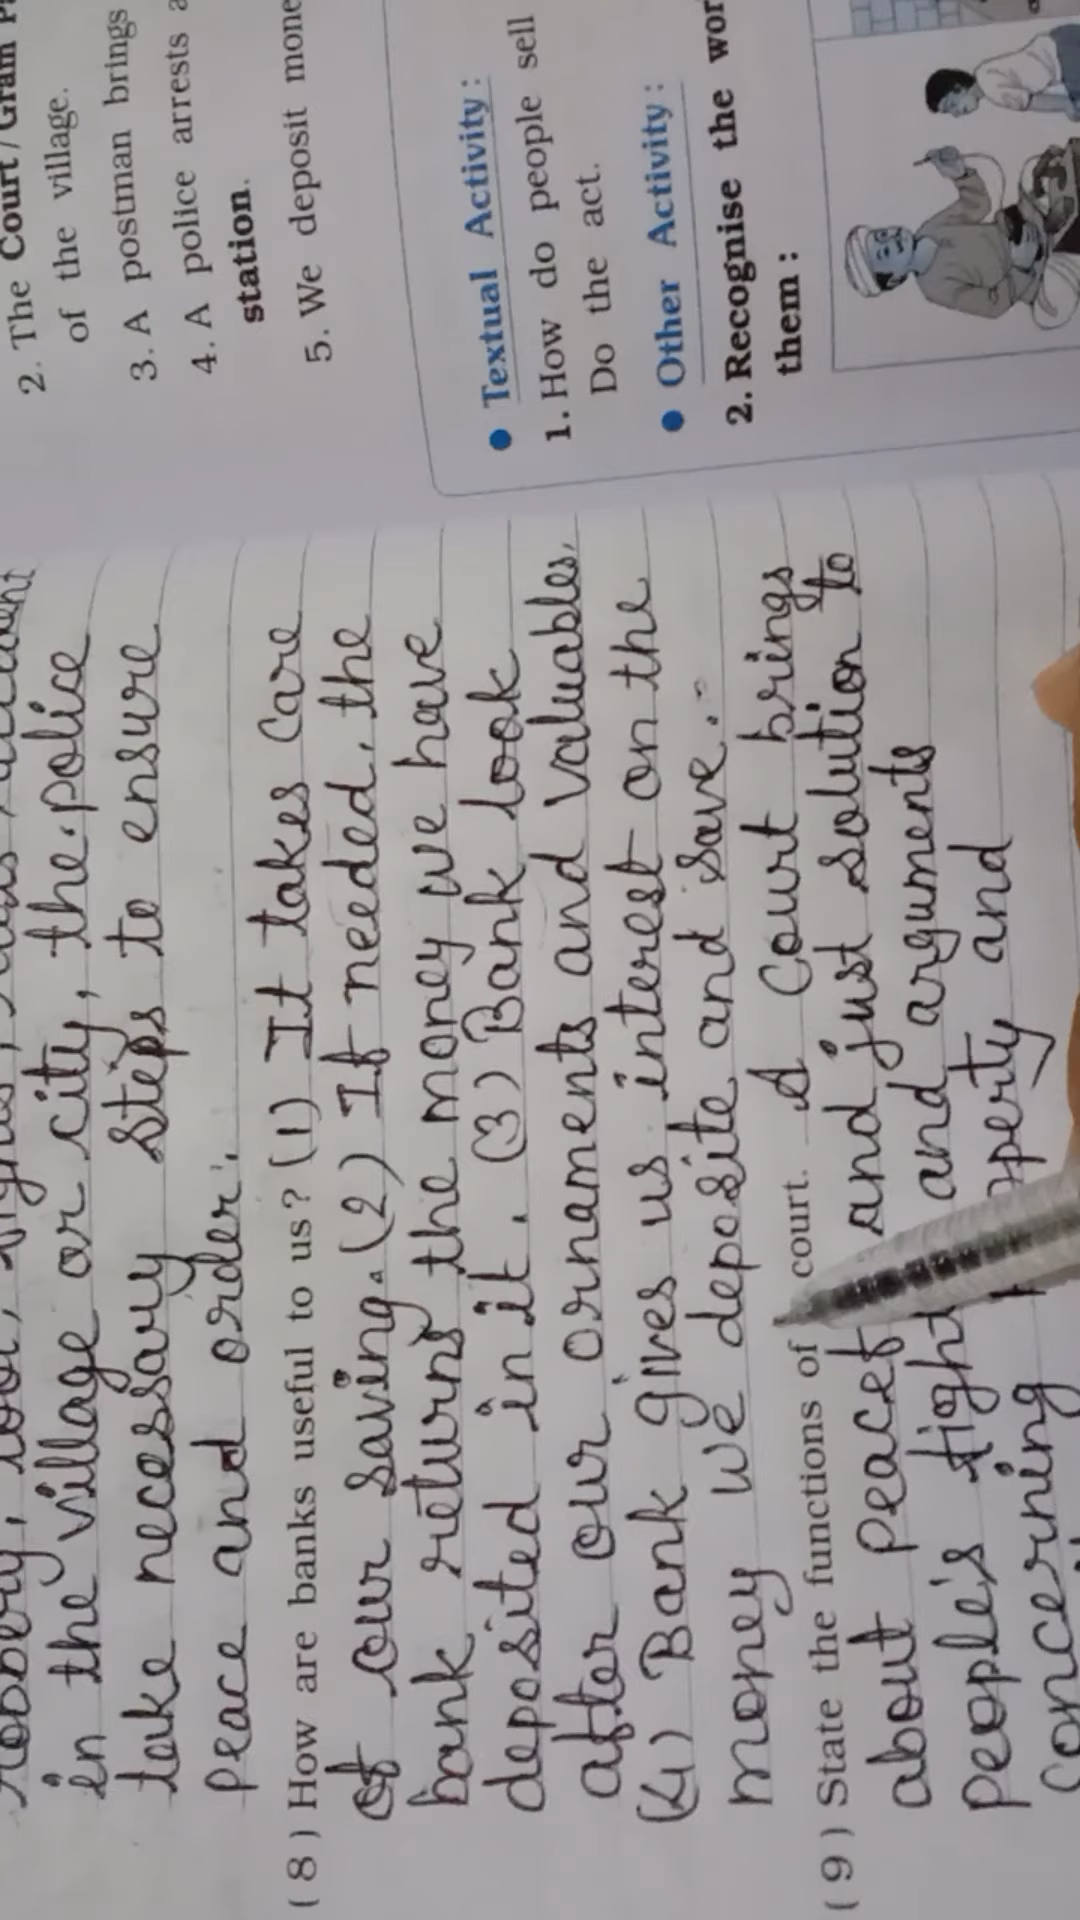 in the village or city, the police
take necessary steps to ensure
peace and order.
(8) How are banks useful to us? (1) It takes care
of our saving. (2) If needed, the
bank returns the money we have
deposited in it. (3) Bank look
after our ornaments and valuables.
(4) Bank gives us interest on the
money we deposite and save.
(9) State the functions of court. A Court brings
about and just solution to
people's fight and arguments
Concerning and
2. The Court / Gram
of the village.
3. A postman brings
4. A police arrests
station.
5. We deposit
• Textual Activity :
1. How do people sell
Do the act.
• Other Activity :
2. Recognise the
them :